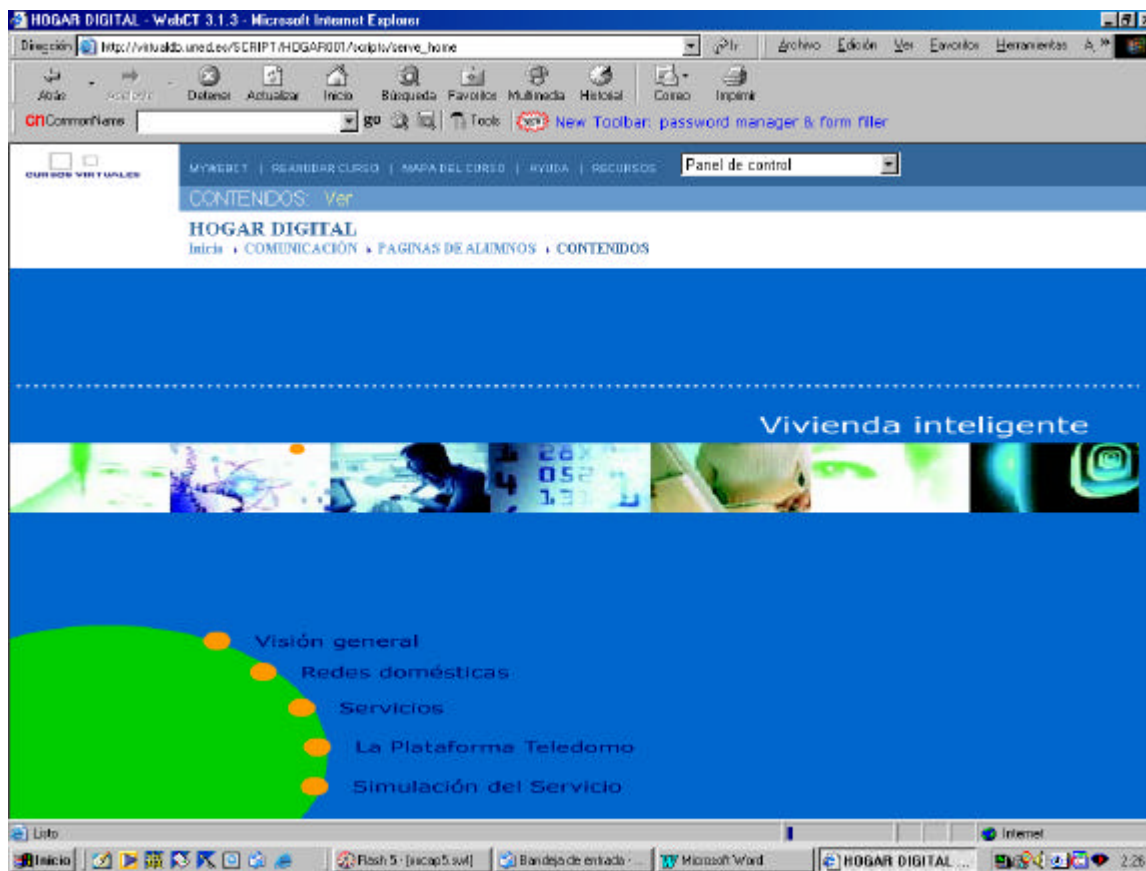 HOGAR DIGITAL - WebCT 3.1.3 - Microsoft Internet Explorer
Dirección http://virtualdb.uned.es/SCRIPT/HOGAR001/scripts/serve_home Ir Archivo Edición Ver Favoritos Herramientas A »
Atrás Detener Actualizar Inicio Búsqueda Favoritos Multimedia Historial Correo Imprimir
cnCommonName go Tools NEW New Toolbar: password manager & form filler
CURSOS VIRTUALES
MYWEBCT | REANUDAR CURSO | MAPA DEL CURSO | AYUDA | RECURSOS Panel de control
CONTENIDOS: Ver
HOGAR DIGITAL
Inicio › COMUNICACIÓN › PAGINAS DE ALUMNOS › CONTENIDOS
Vivienda inteligente
Visión general
Redes domésticas
Servicios
La Plataforma Teledomo
Simulación del Servicio
Listo Internet
Inicio Flash 5 - Bandeja de entrada - ... Microsoft Word HOGAR DIGITAL ... 2:26